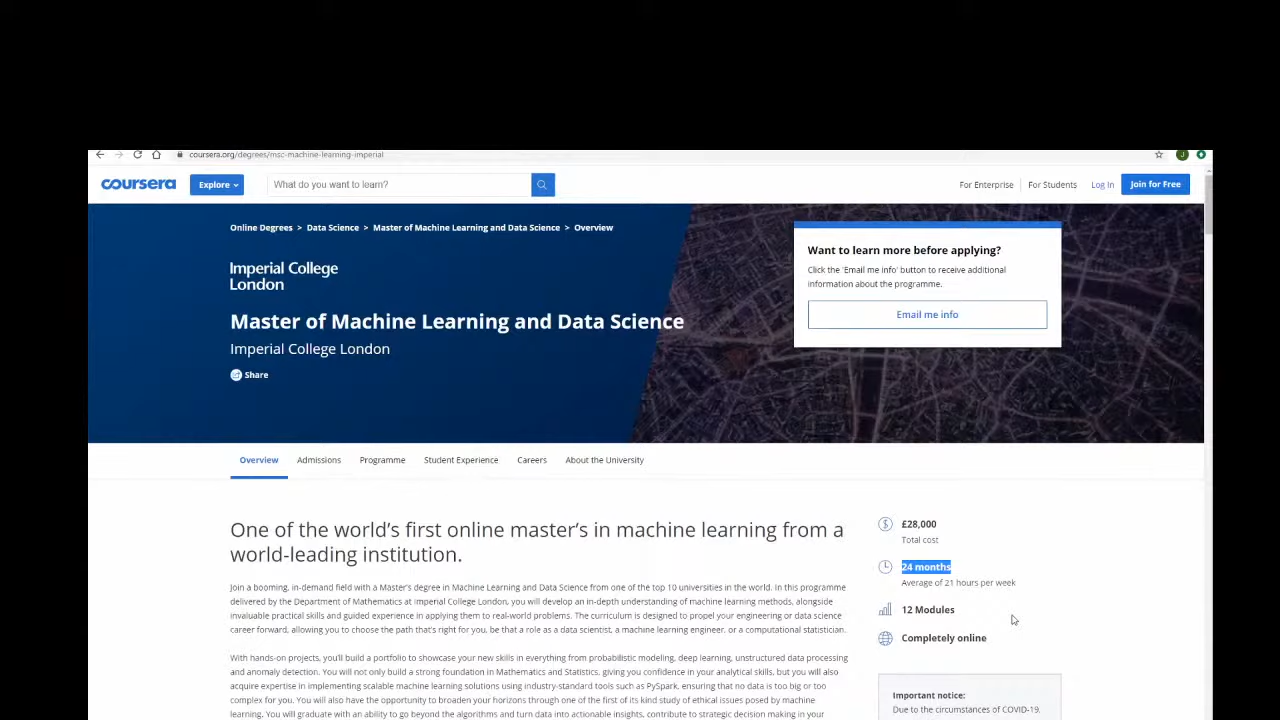 coursera.org/degrees/msc-machine-learning-imperial
J
coursera
Explore
What do you want to learn?
For Enterprise
For Students
Log In
Join for Free
Online Degrees > Data Science > Master of Machine Learning and Data Science > Overview
Imperial College
London
Master of Machine Learning and Data Science
Imperial College London
Share
Want to learn more before applying?
Click the 'Email me info' button to receive additional
information about the programme.
Email me info
Overview
Admissions
Programme
Student Experience
Careers
About the University
One of the world's first online master's in machine learning from a
world-leading institution.
Join a booming, in-demand field with a Master's degree in Machine Learning and Data Science from one of the top 10 universities in the world. In this programme
delivered by the Department of Mathematics at Imperial College London, you will develop an in-depth understanding of machine learning methods, alongside
invaluable practical skills and guided experience in applying them to real-world problems. The curriculum is designed to propel your engineering or data science
career forward, allowing you to choose the path that's right for you, be that a role as a data scientist, a machine learning engineer, or a computational statistician.
With hands-on projects, you'll build a portfolio to showcase your new skills in everything from probabilistic modeling, deep learning, unstructured data processing
and anomaly detection. You will not only build a strong foundation in Mathematics and Statistics, giving you confidence in your analytical skills, but you will also
acquire expertise in implementing scalable machine learning solutions using industry-standard tools such as PySpark, ensuring that no data is too big or too
complex for you. You will also have the opportunity to broaden your horizons through one of the first of its kind study of ethical issues posed by machine
learning. You will graduate with an ability to go beyond the algorithms and turn data into actionable insights, contribute to strategic decision making in your
$
£28,000
Total cost
24 months
Average of 21 hours per week
12 Modules
Completely online
Important notice:
Due to the circumstances of COVID-19,